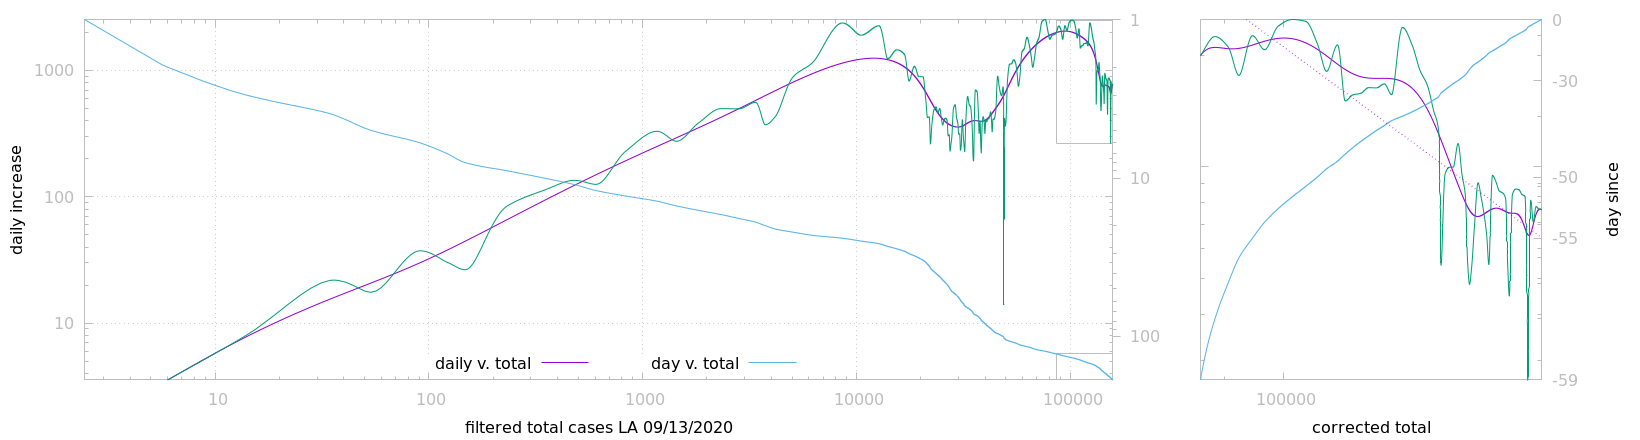 1000
100
10
daily increase
10
100
1000
10000
100000
filtered total cases LA 09/13/2020
daily v. total
day v. total
1
10
100
100000
corrected total
0
-30
-50
-55
-59
day since